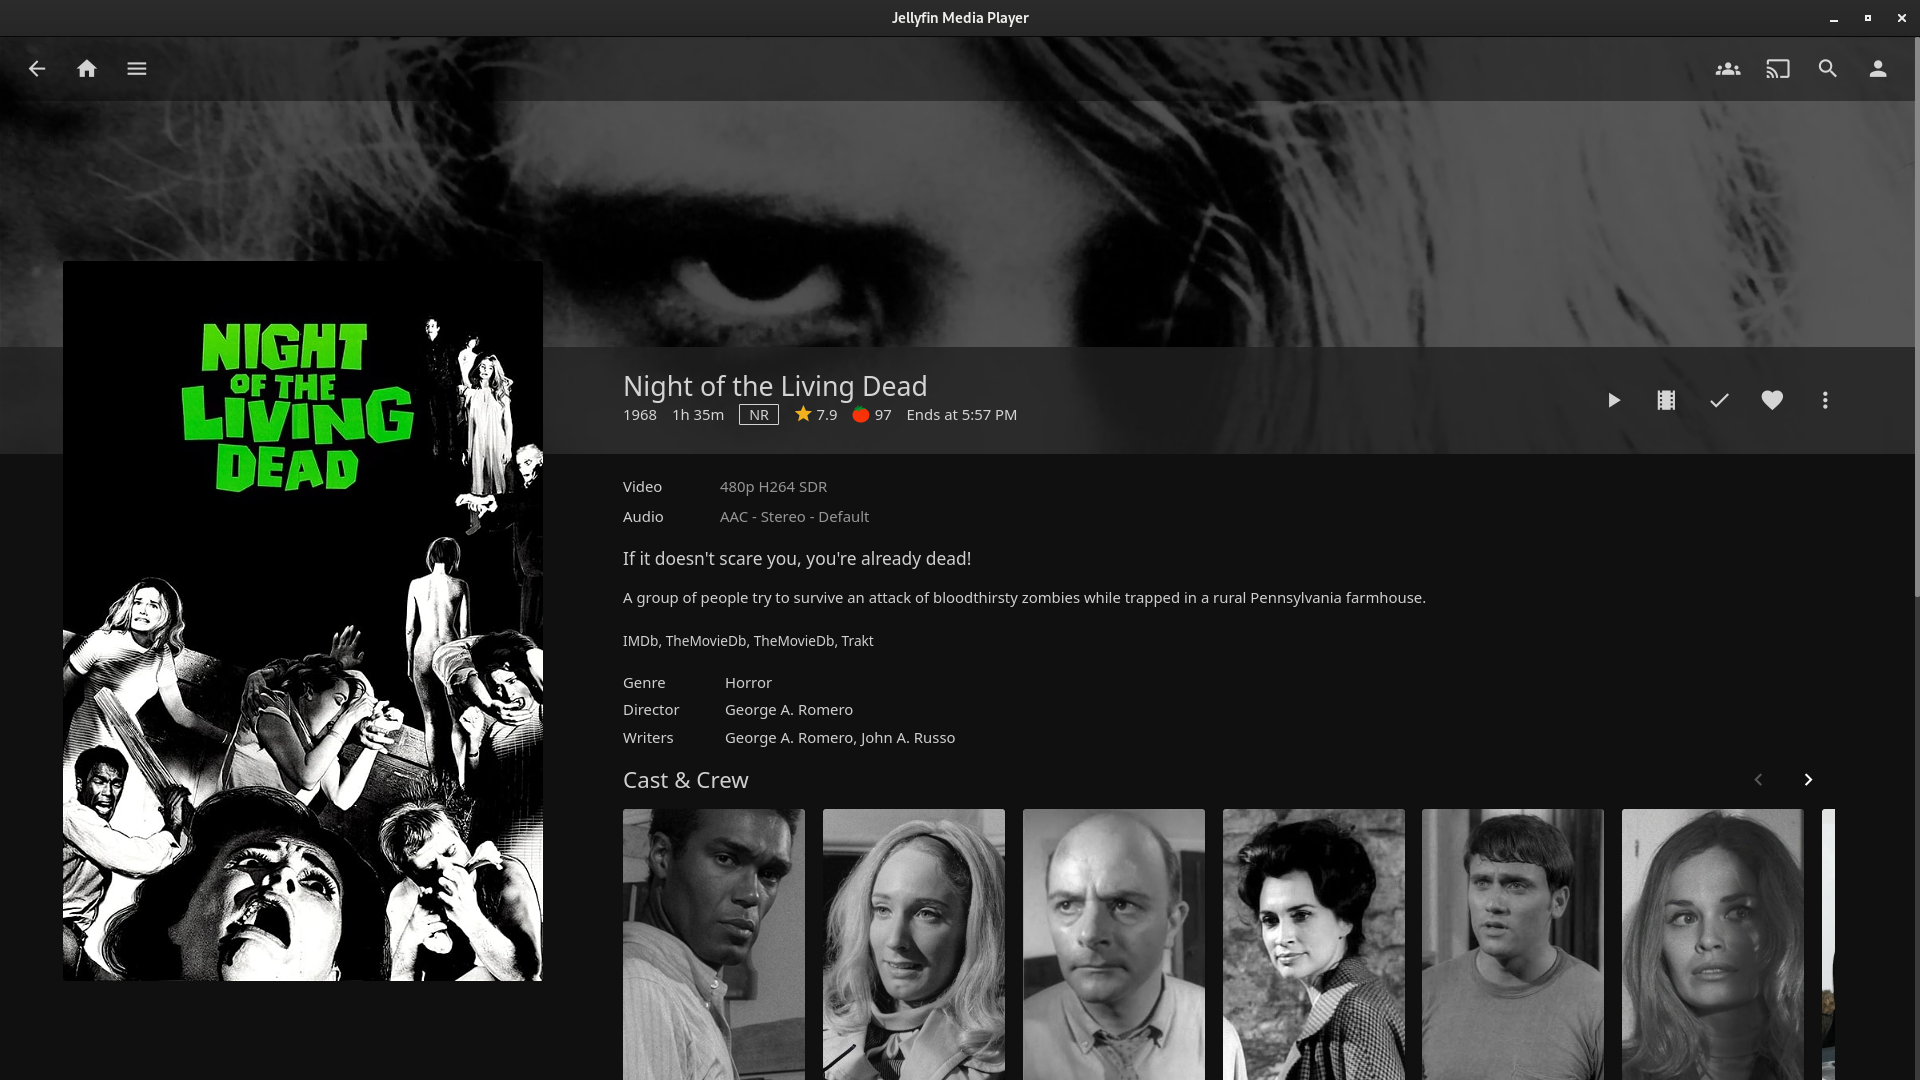 Jellyfin Media Player
NIGHT
OF THE
LIVING
DEAD
Night of the Living Dead
1968 1h 35m NR 7.9 97 Ends at 5:57 PM
Video 480p H264 SDR
Audio AAC - Stereo - Default
If it doesn't scare you, you're already dead!
A group of people try to survive an attack of bloodthirsty zombies while trapped in a rural Pennsylvania farmhouse.
IMDb, TheMovieDb, TheMovieDb, Trakt
Genre Horror
Director George A. Romero
Writers George A. Romero, John A. Russo
Cast & Crew